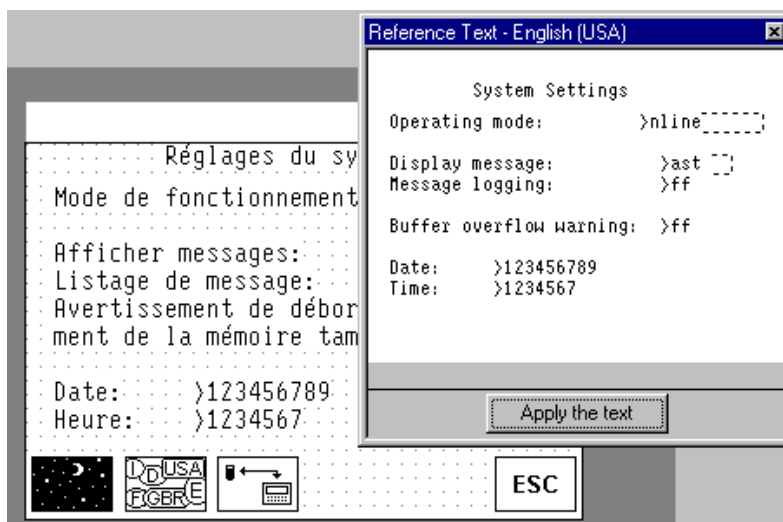 Reference Text - English (USA)
System Settings
Operating mode: >nline
Display message: >ast
Message logging: >ff
Buffer overflow warning: >ff
Date: >123456789
Time: >1234567
Apply the text
Réglages du sy
Mode de fonctionnement
Afficher messages:
Listage de message:
Avertissement de débor
ment de la mémoire tam
Date: >123456789
Heure: >1234567
I D USA
F GBR E
ESC